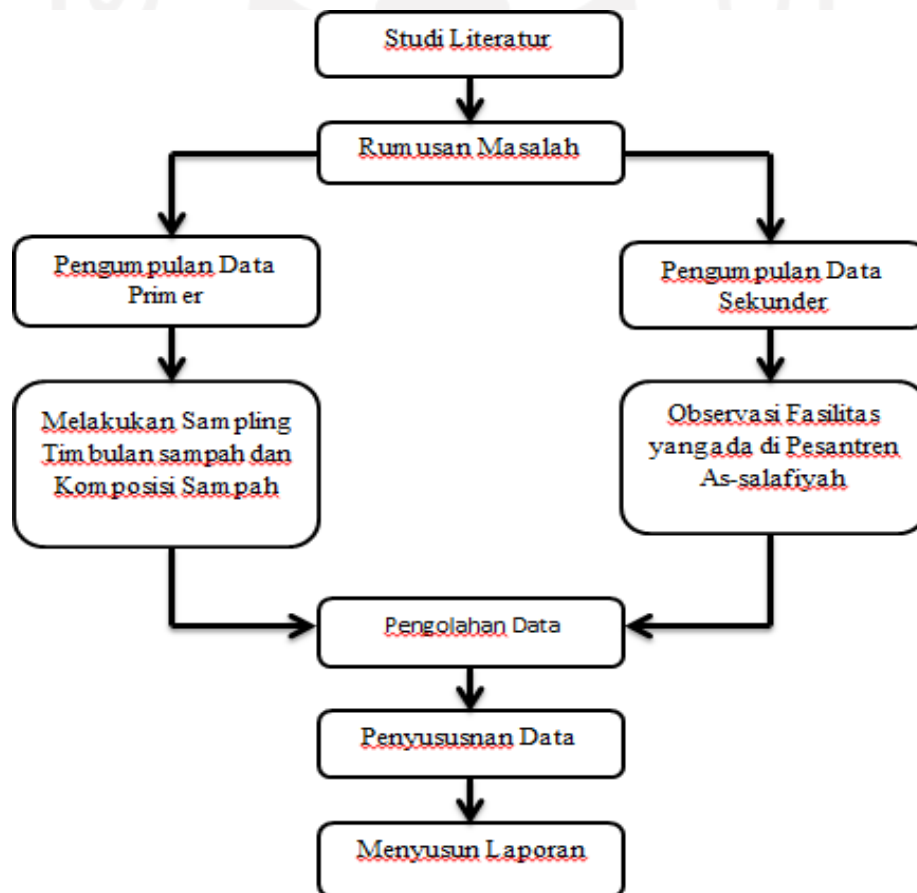 Studi Literatur
Rumusan Masalah
Pengumpulan Data
Primer
Pengumpulan Data
Sekunder
Melakukan Sampling
Timbulan sampah dan
Komposisi Sampah
Observasi Fasilitas
yangada di Pesantren
As-salafiyah
Pengolahan Data
Penyususnan Data
Menyusun Laporan